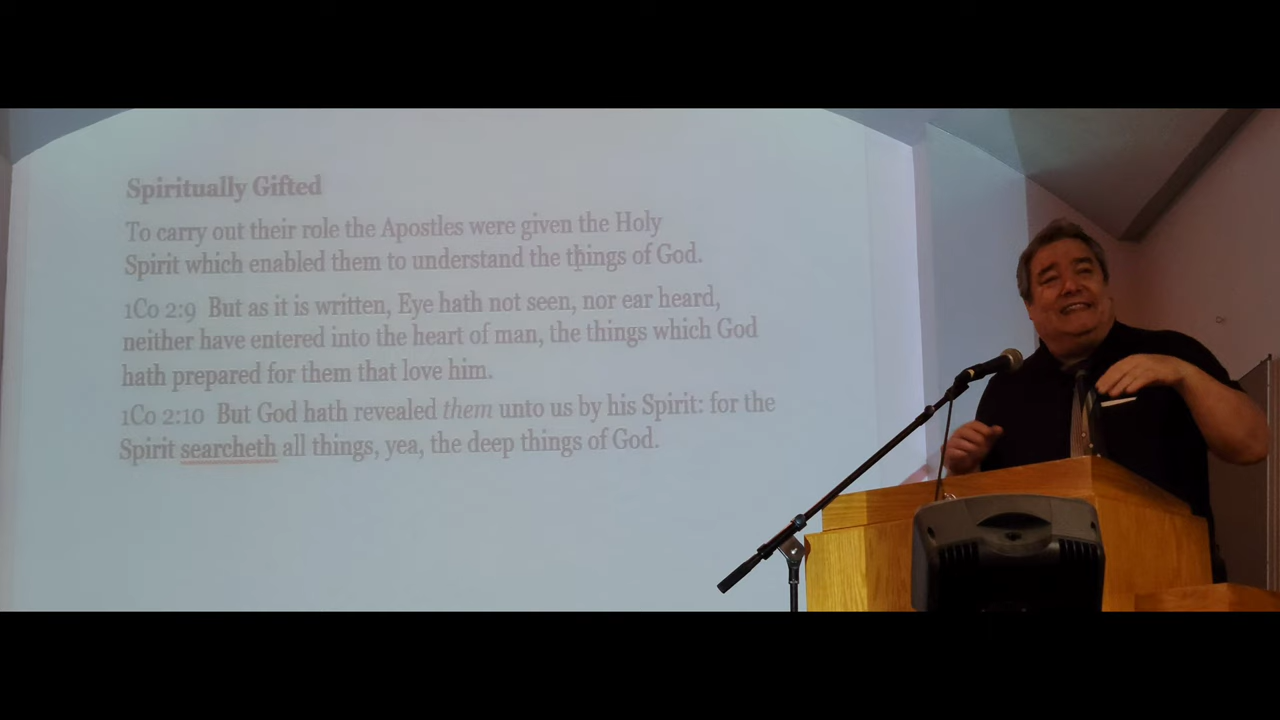 Spiritually Gifted
To carry out their role the Apostles were given the Holy
Spirit which enabled them to understand the things of God.
1Co 2:9 But as it is written, Eye hath not seen, nor ear heard,
neither have entered into the heart of man, the things which God
hath prepared for them that love him.
1Co 2:10 But God hath revealed them unto us by his Spirit: for the
Spirit searcheth all things, yea, the deep things of God.